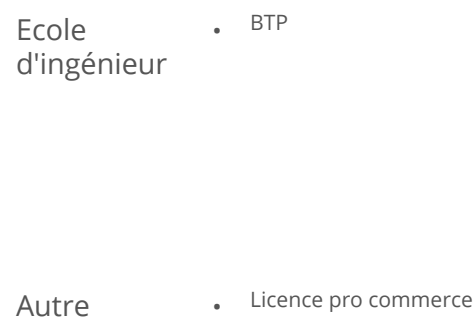 Ecole
d'ingénieur
• BTP
Autre
• Licence pro commerce